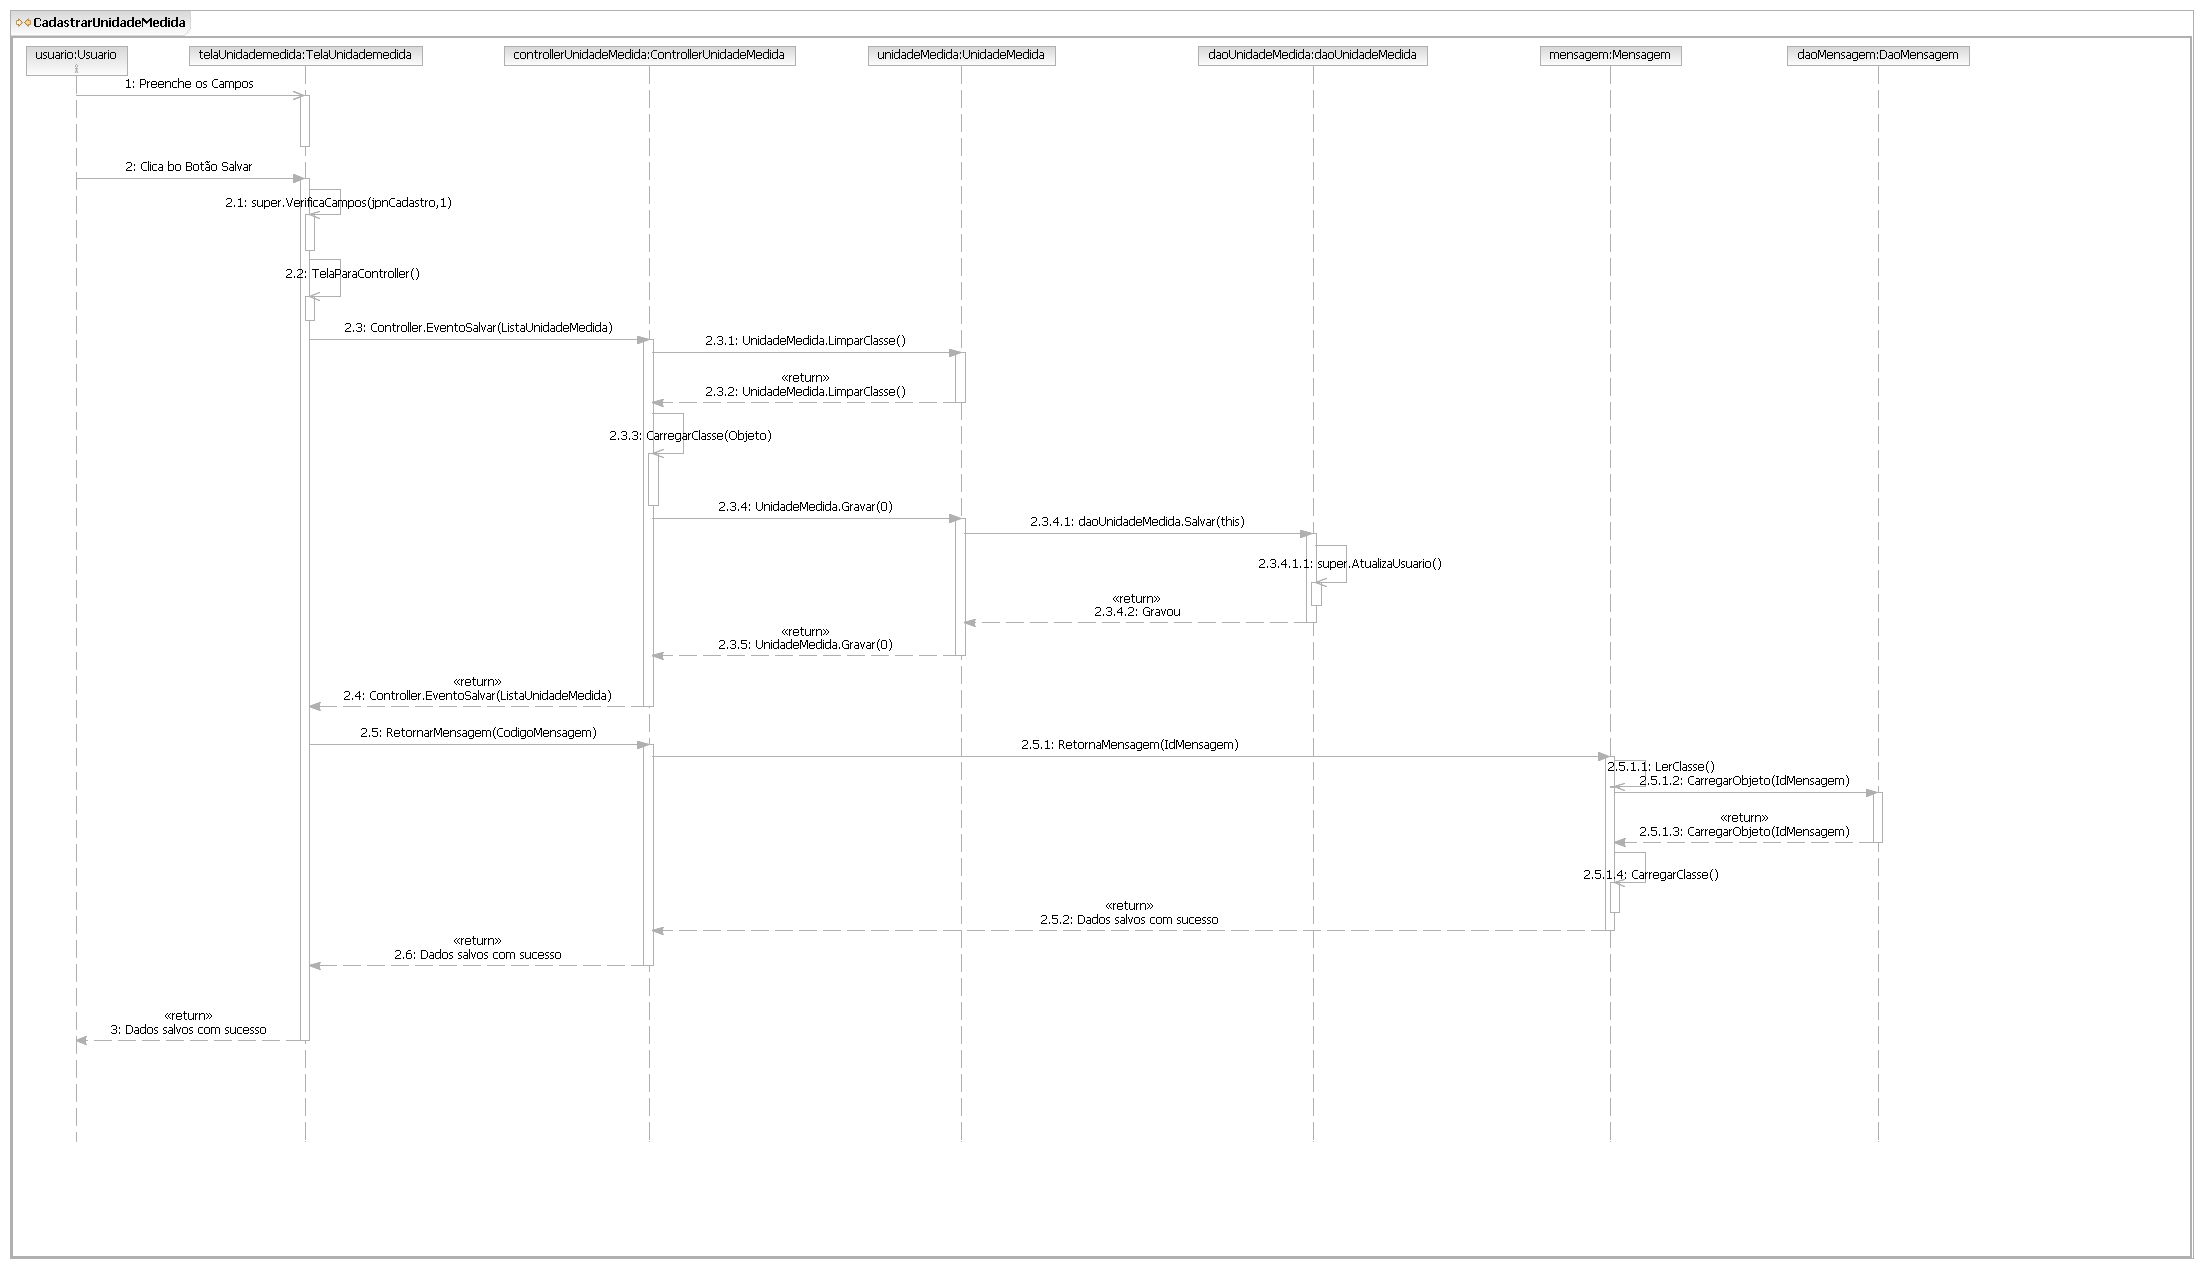 CadastrarUnidadeMedida
usuario:Usuario
telaUnidademedida:TelaUnidademedida
controllerUnidadeMedida:ControllerUnidadeMedida
unidadeMedida:UnidadeMedida
daoUnidadeMedida:daoUnidadeMedida
mensagem:Mensagem
daoMensagem:DaoMensagem
1: Preenche os Campos
2: Clica bo Botão Salvar
2.1: super.VerificaCampos(jpnCadastro,1)
2.2: TelaParaController()
2.3: Controller.EventoSalvar(ListaUnidadeMedida)
2.3.1: UnidadeMedida.LimparClasse()
«return»
2.3.2: UnidadeMedida.LimparClasse()
2.3.3: CarregarClasse(Objeto)
2.3.4: UnidadeMedida.Gravar(0)
2.3.4.1: daoUnidadeMedida.Salvar(this)
2.3.4.1.1: super.AtualizaUsuario()
«return»
2.3.4.2: Gravou
«return»
2.3.5: UnidadeMedida.Gravar(0)
«return»
2.4: Controller.EventoSalvar(ListaUnidadeMedida)
2.5: RetornarMensagem(CodigoMensagem)
2.5.1: RetornaMensagem(IdMensagem)
2.5.1.1: LerClasse()
2.5.1.2: CarregarObjeto(IdMensagem)
«return»
2.5.1.3: CarregarObjeto(IdMensagem)
2.5.1.4: CarregarClasse()
«return»
2.5.2: Dados salvos com sucesso
«return»
2.6: Dados salvos com sucesso
«return»
3: Dados salvos com sucesso